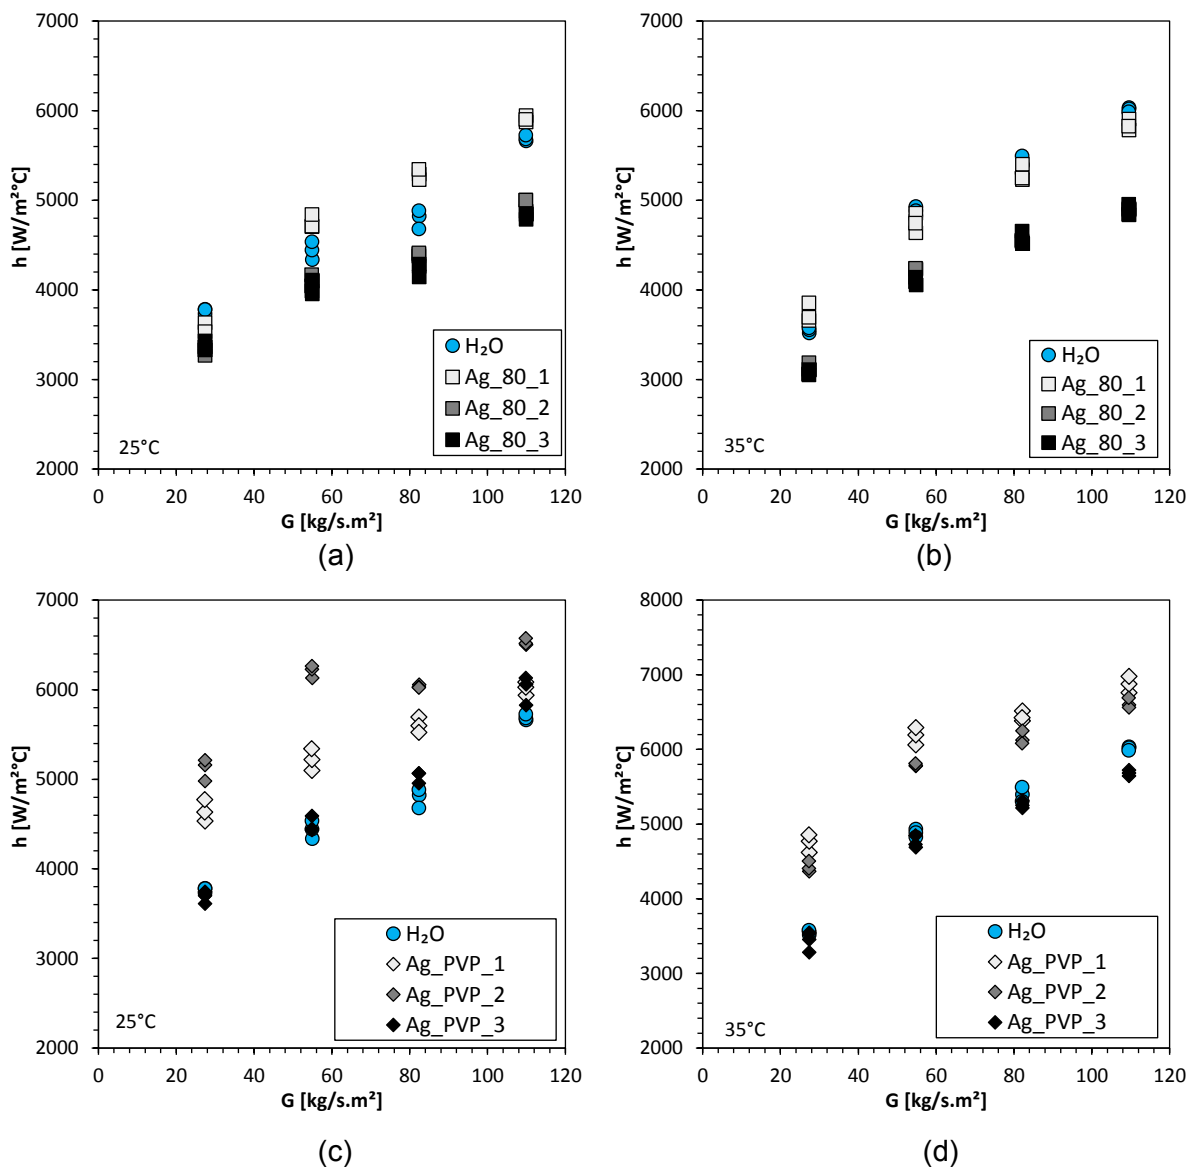 7000
6000
5000
4000
3000
2000
h [W/m²°C]
H₂O
Ag_80_1
Ag_80_2
Ag_80_3
25°C
0 20 40 60 80 100 120
G [kg/s.m²]
(a)
7000
6000
5000
4000
3000
2000
h [W/m²°C]
H₂O
Ag_80_1
Ag_80_2
Ag_80_3
35°C
0 20 40 60 80 100 120
G [kg/s.m²]
(b)
7000
6000
5000
4000
3000
2000
h [W/m²°C]
H₂O
Ag_PVP_1
Ag_PVP_2
Ag_PVP_3
25°C
0 20 40 60 80 100 120
G [kg/s.m²]
(c)
8000
7000
6000
5000
4000
3000
2000
h [W/m²°C]
H₂O
Ag_PVP_1
Ag_PVP_2
Ag_PVP_3
35°C
0 20 40 60 80 100 120
G [kg/s.m²]
(d)